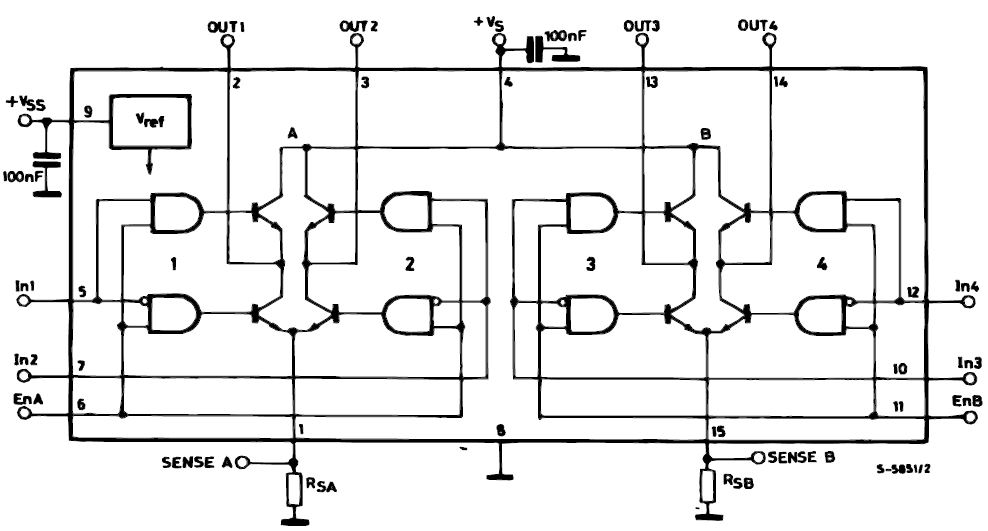 OUT1 OUT2 +VS 100nF OUT3 OUT4
2 3 4 13 14
+VSS 9 Vref
A B
100nF
1 2 3 4
In1 5 12 In4
In2 7 10 In3
EnA 6 11 EnB
1 8 15
SENSE A SENSE B
RSA RSB
S-5851/2